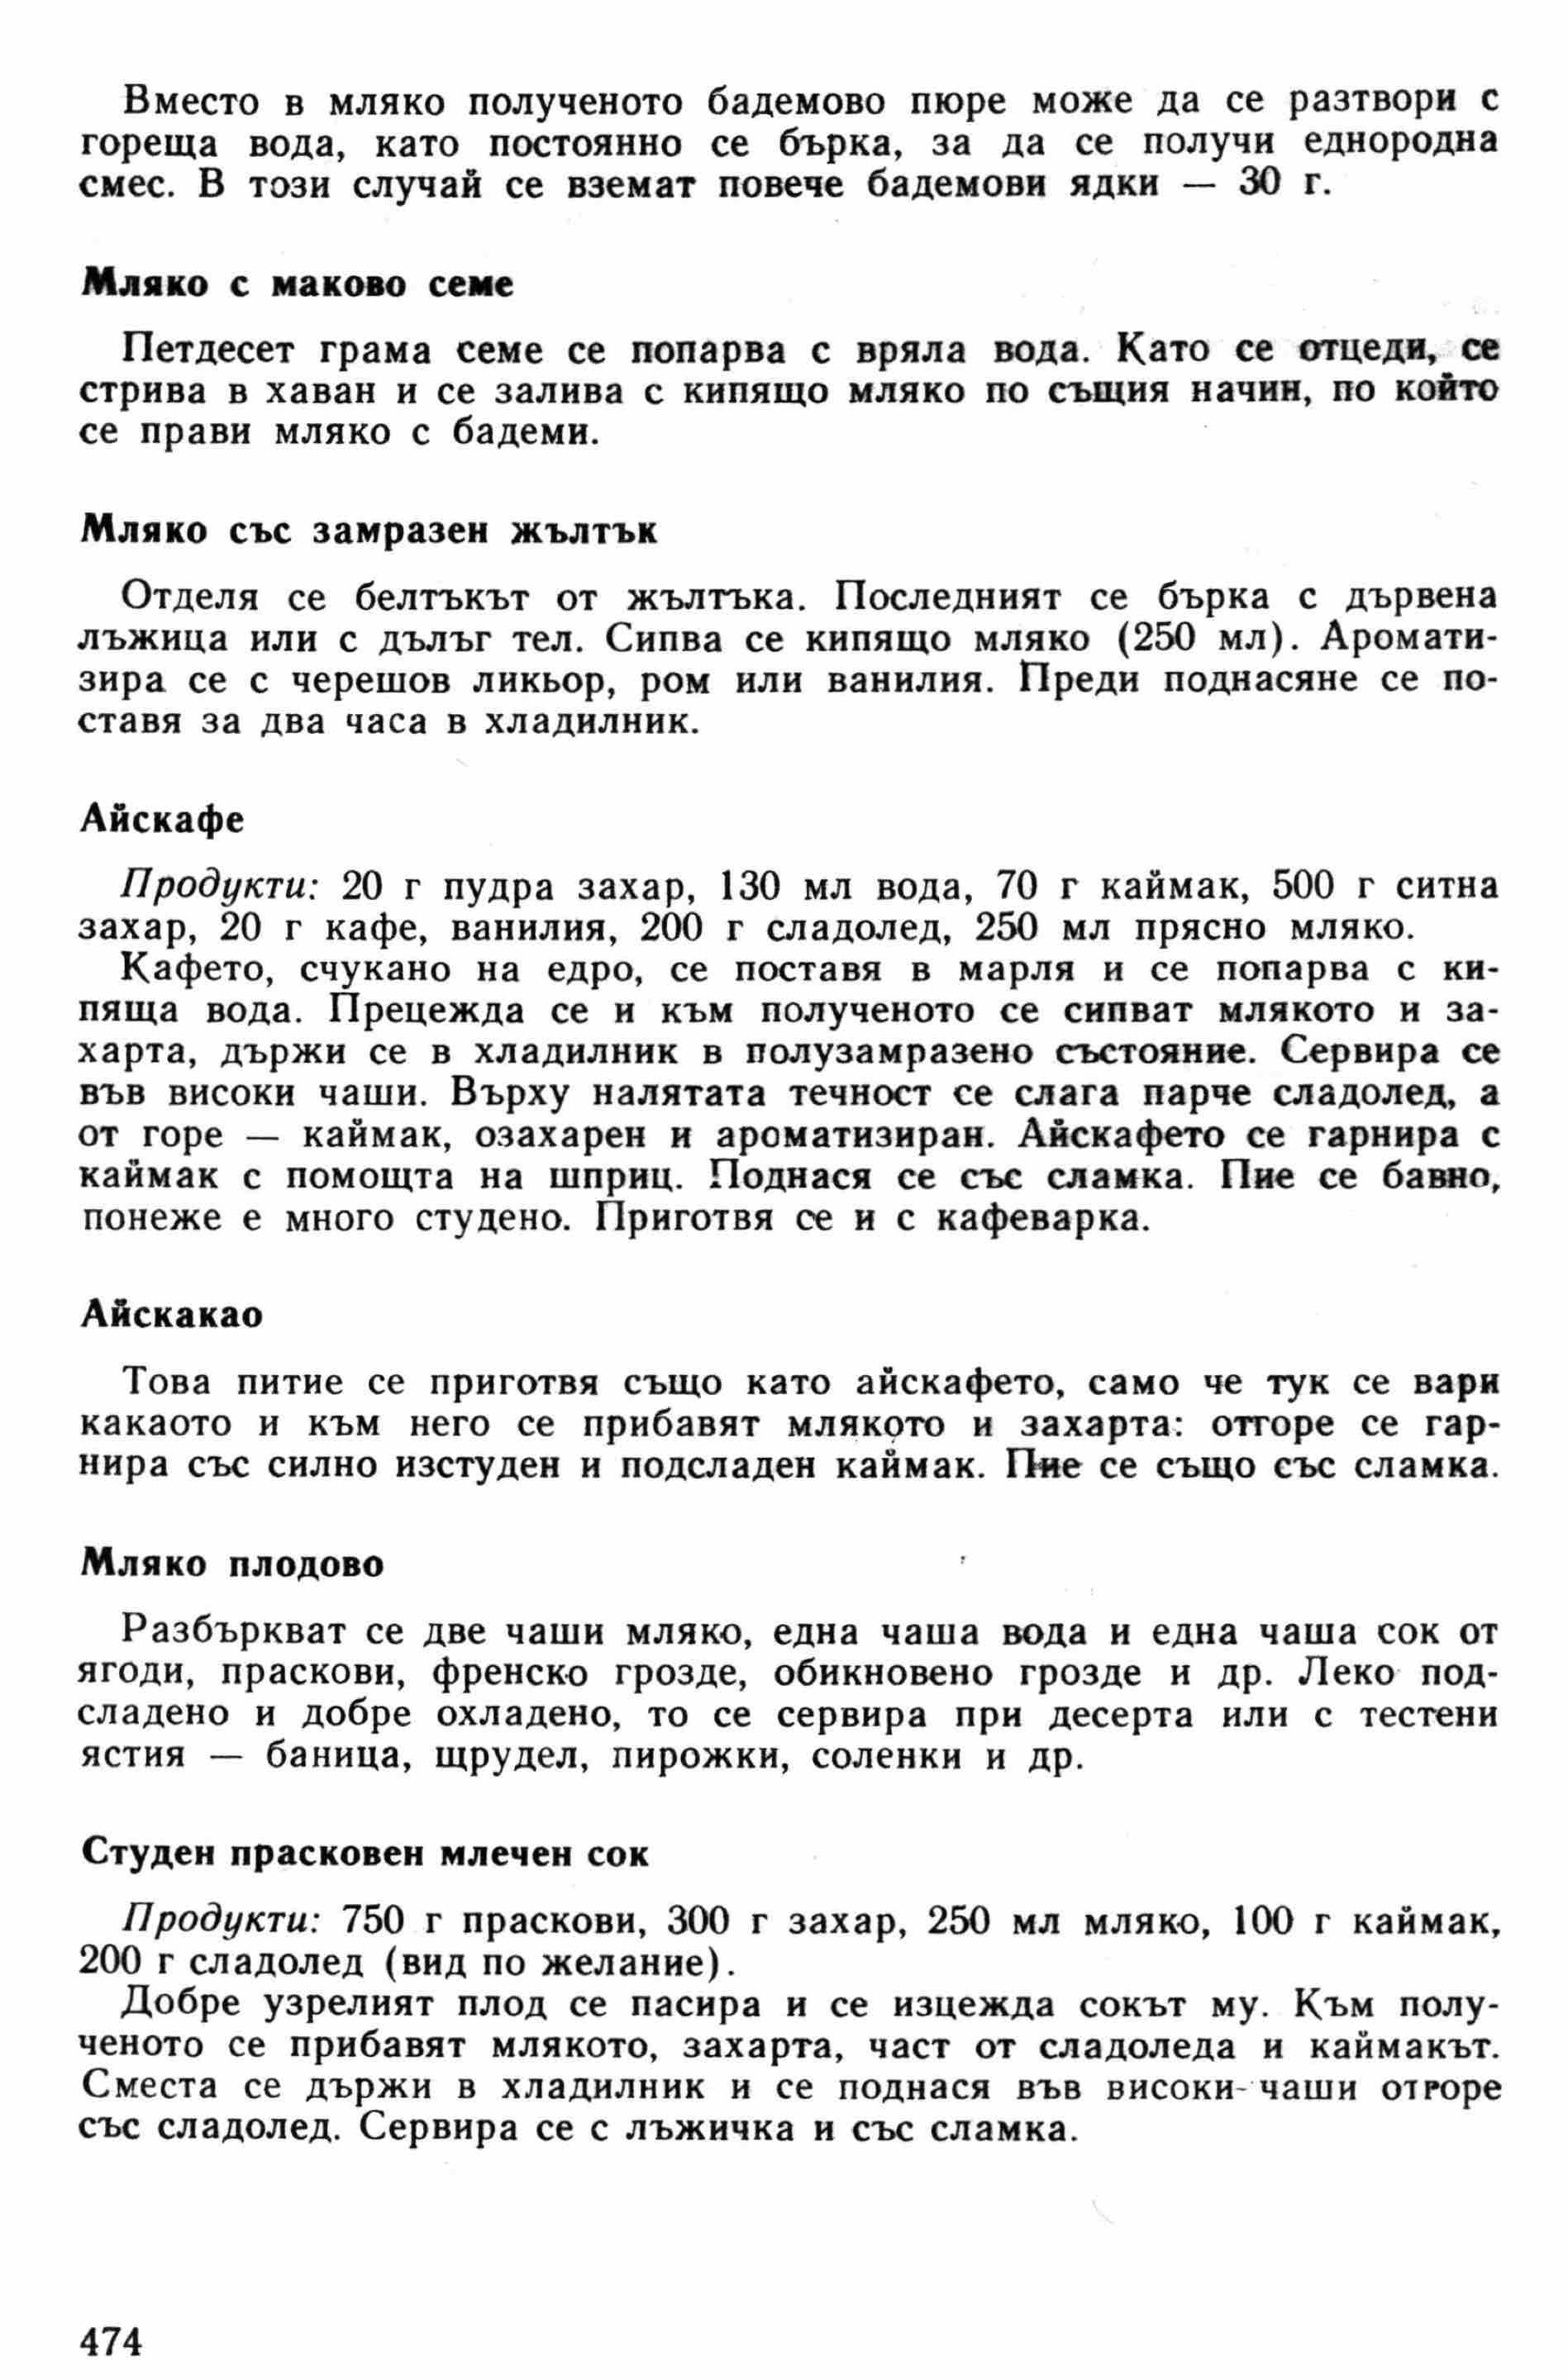 Вместо в мляко полученото бадемово пюре може да се разтвори с
гореща вода, като постоянно се бърка, за да се получи еднородна
смес. В този случай се вземат повече бадемови ядки — 30 г.
Мляко с маково семе
Петдесет грама семе се попарва с вряла вода. Като се отцеди, се
стрива в хаван и се залива с кипящо мляко по същия начин, по който
се прави мляко с бадеми.
Мляко със замразен жълтък
Отделя се белтъкът от жълтъка. Последният се бърка с дървена
лъжица или с дълъг тел. Сипва се кипящо мляко (250 мл). Аромати-
зира се с черешов ликьор, ром или ванилия. Преди поднасяне се по-
ставя за два часа в хладилник.
Айскафе
Продукти: 20 г пудра захар, 130 мл вода, 70 г каймак, 500 г ситна
захар, 20 г кафе, ванилия, 200 г сладолед, 250 мл прясно мляко.
Кафето, счукано на едро, се поставя в марля и се попарва с ки-
пяща вода. Прецежда се и към полученото се сипват млякото и за-
харта, държи се в хладилник в полузамразено състояние. Сервира се
във високи чаши. Върху налятата течност се слага парче сладолед, а
от горе — каймак, озахарен и ароматизиран. Айскафето се гарнира с
каймак с помощта на шприц. Поднася се със сламка. Пие се бавно,
понеже е много студено. Приготвя се и с кафеварка.
Айскакао
Това питие се приготвя също като айскафето, само че тук се вари
какаото и към него се прибавят млякото и захарта: отгоре се гар-
нира със силно изстуден и подсладен каймак. Пие се също със сламка.
Мляко плодово
Разбъркват се две чаши мляко, една чаша вода и една чаша сок от
ягоди, праскови, френско грозде, обикновено грозде и др. Леко под-
сладено и добре охладено, то се сервира при десерта или с тестени
ястия — баница, щрудел, пирожки, соленки и др.
Студен прасковен млечен сок
Продукти: 750 г праскови, 300 г захар, 250 мл мляко, 100 г каймак,
200 г сладолед (вид по желание).
Добре узрелият плод се пасира и се изцежда сокът му. Към полу-
ченото се прибавят млякото, захарта, част от сладоледа и каймакът.
Сместа се държи в хладилник и се поднася във високи чаши отгоре
със сладолед. Сервира се с лъжичка и със сламка.
474